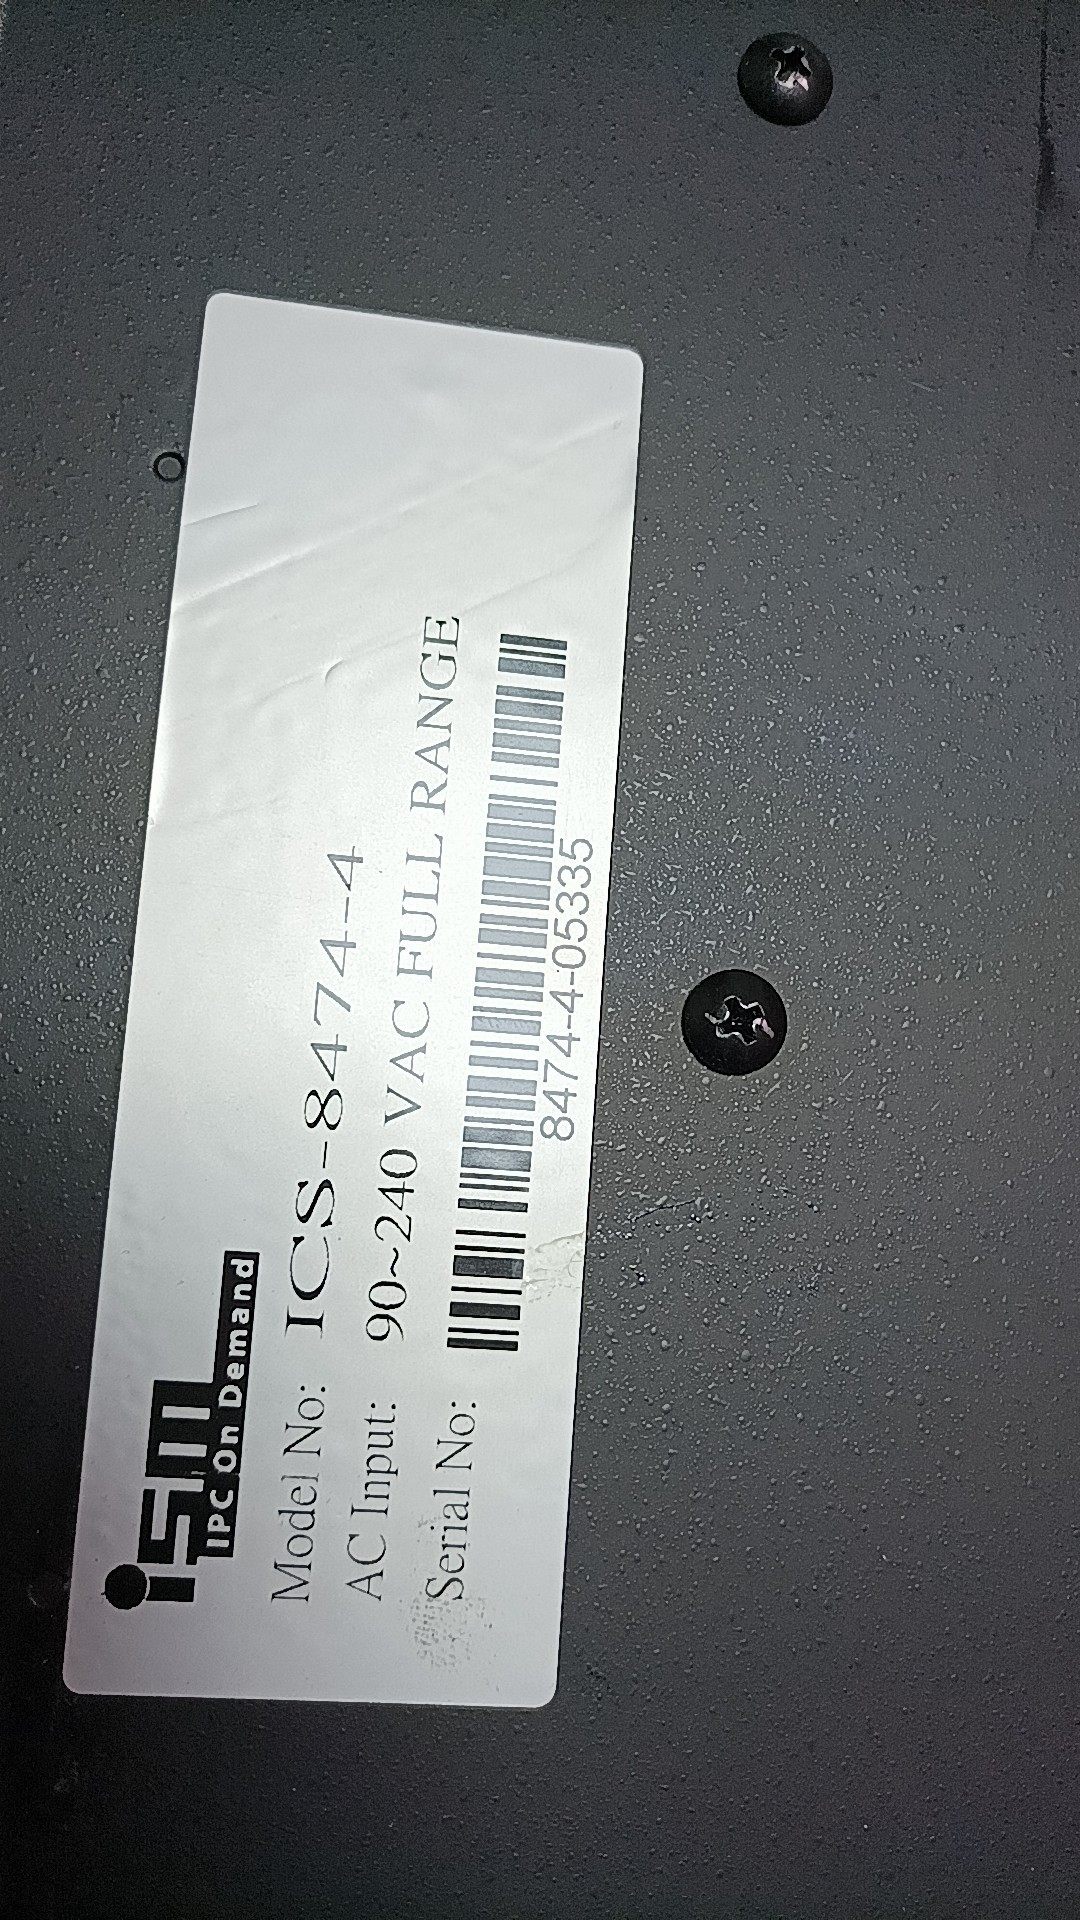 IPC On Demand
Model No: ICS-8474-4
AC Input: 90~240 VAC FULL RANGE
Serial No:
8474-4-05335